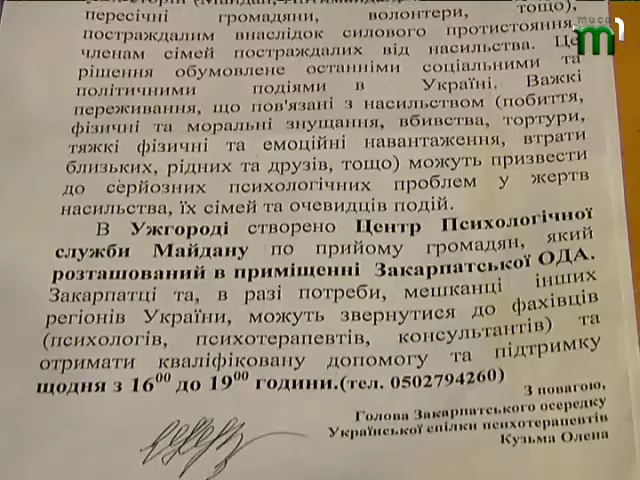 пересічні громадяни, волонтери, тощо),
постраждалим внаслідок силового протистояння,
членам сімей постраждалих від насильства. Це
рішення обумовлене останніми соціальними та
політичними подіями в Україні. Важкі
переживання, що пов'язані з насильством (побиття,
фізичні та моральні знущання, вбивства, тортури,
тяжкі фізичні та емоційні навантаження, втрати
близьких, рідних та друзів, тощо) можуть призвести
до серйозних психологічних проблем у жертв
насильства, їх сімей та очевидців подій.
В Ужгороді створено Центр Психологічної
служби Майдану по прийому громадян, який
розташований в приміщенні Закарпатської ОДА.
Закарпатці та, в разі потреби, мешканці інших
регіонів України, можуть звернутися до фахівців
(психологів, психотерапевтів, консультантів) та
отримати кваліфіковану допомогу та підтримку
щодня з 16⁰⁰ до 19⁰⁰ години.(тел. 0502794260)
З повагою,
Голова Закарпатського осередку
Української спілки психотерапевтів
Кузьма Олена